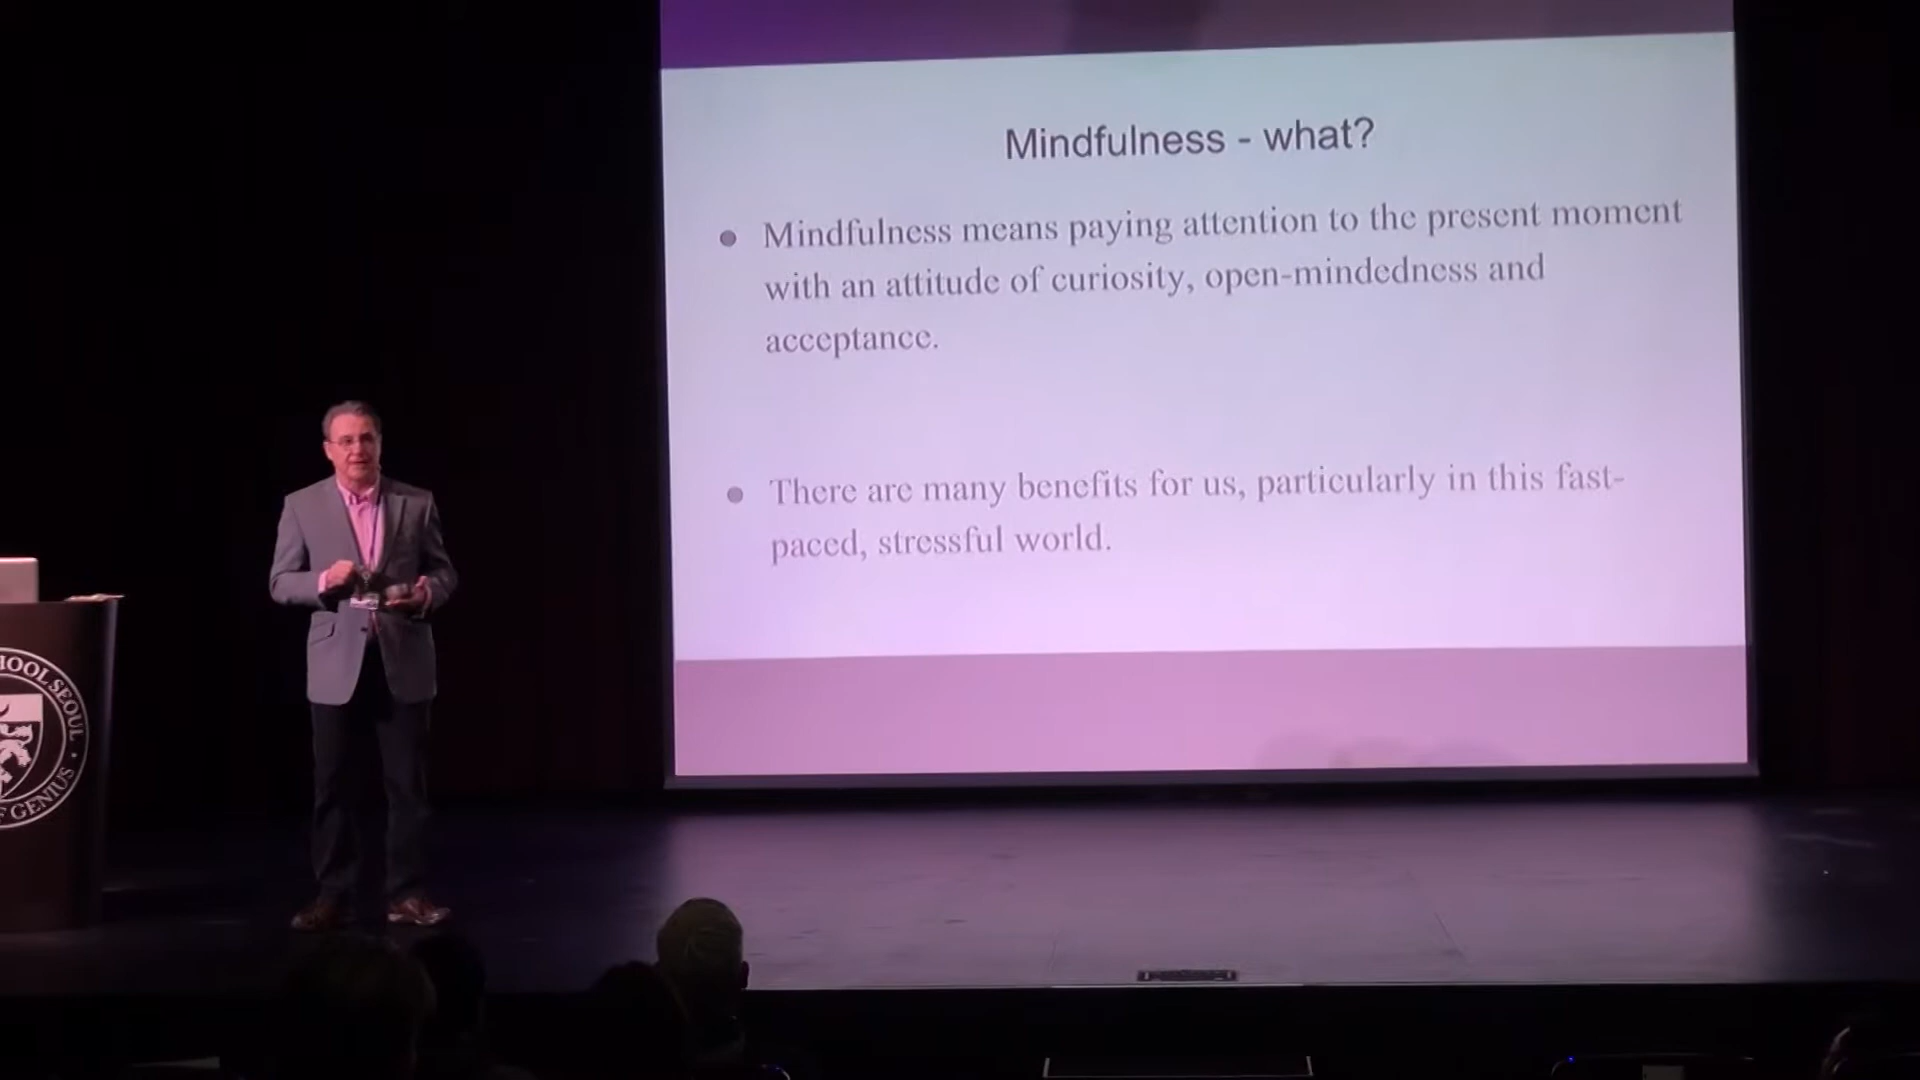 Mindfulness - what?
Mindfulness means paying attention to the present moment
with an attitude of curiosity, open-mindedness and
acceptance.
There are many benefits for us, particularly in this fast-
paced, stressful world.
HOOL SEOUL
GENIUS